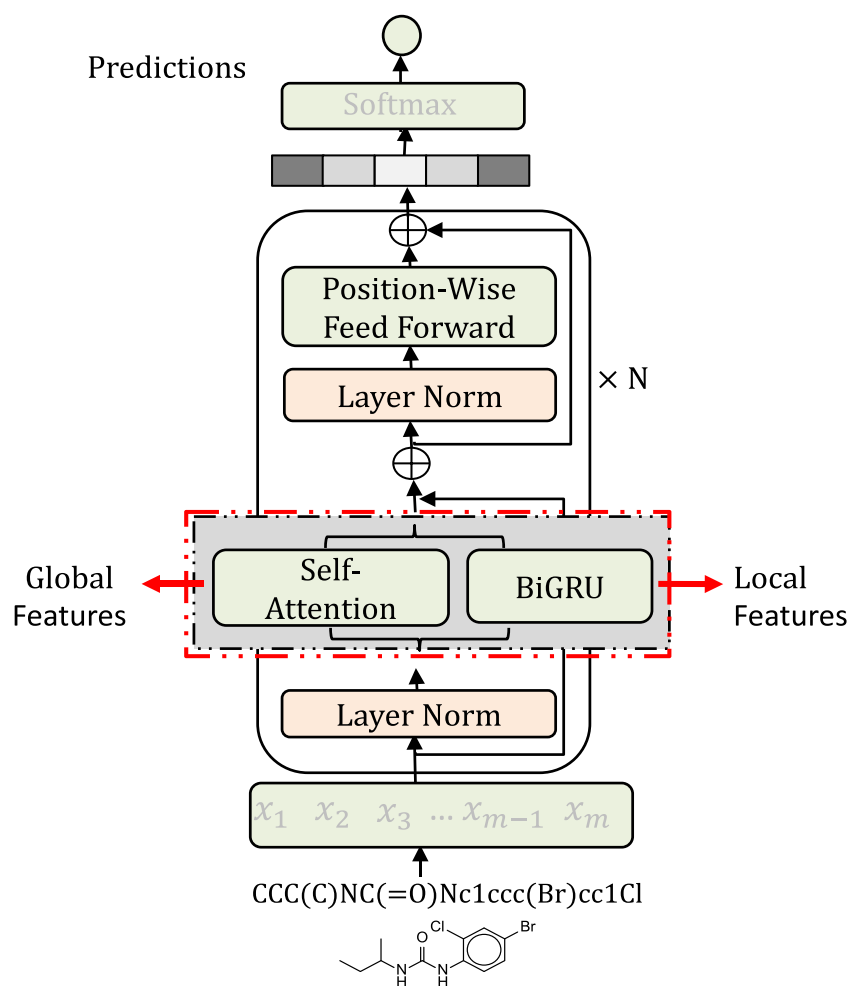 Predictions
Softmax
Position-Wise
Feed Forward
Layer Norm
× N
Global
Features
Self-
Attention
BiGRU
Local
Features
Layer Norm
x₁ x₂ x₃ ... xₘ₋₁ xₘ
CCC(C)NC(=O)Nc1ccc(Br)cc1Cl
Cl
Br
O
N
H
N
H